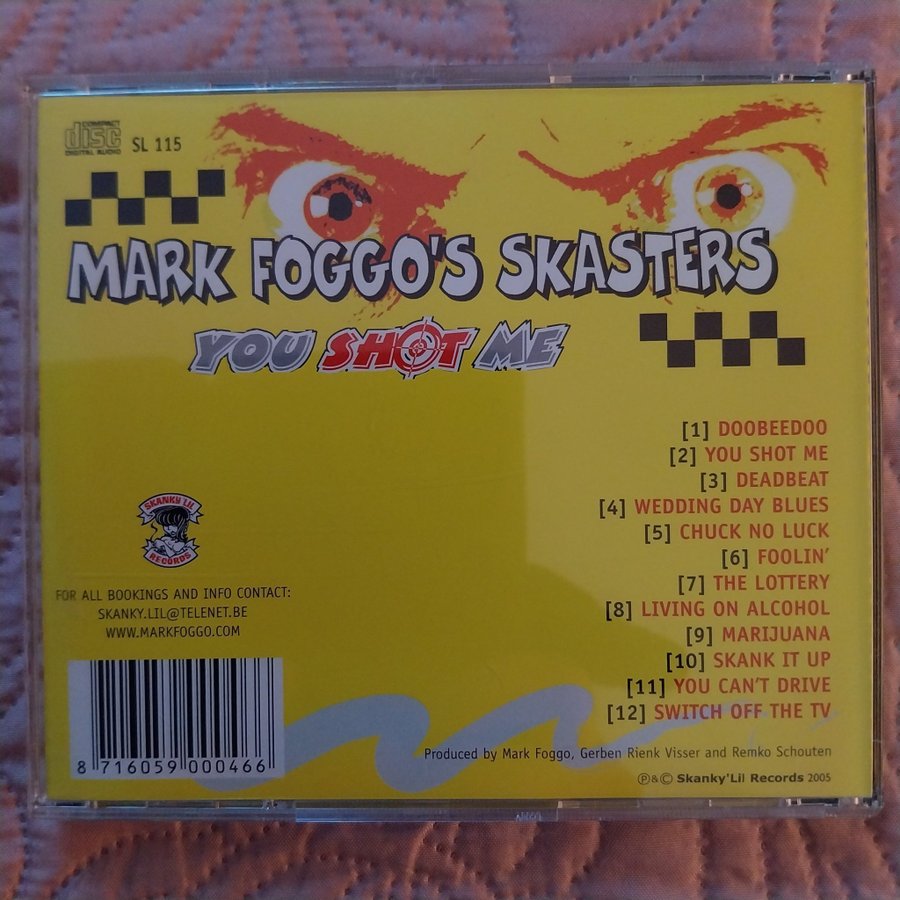 COMPACT
disc
DIGITAL AUDIO
SL 115
MARK FOGGO'S SKASTERS
YOU SHOT ME
[1] DOOBEEDOO
[2] YOU SHOT ME
[3] DEADBEAT
[4] WEDDING DAY BLUES
[5] CHUCK NO LUCK
[6] FOOLIN'
[7] THE LOTTERY
[8] LIVING ON ALCOHOL
[9] MARIJUANA
[10] SKANK IT UP
[11] YOU CAN'T DRIVE
[12] SWITCH OFF THE TV
SKANKY'LIL
RECORDS
FOR ALL BOOKINGS AND INFO CONTACT:
SKANKY.LIL@TELENET.BE
WWW.MARKFOGGO.COM
8 716059 000466
Produced by Mark Foggo, Gerben Rienk Visser and Remko Schouten
℗&© Skanky'Lil Records 2005